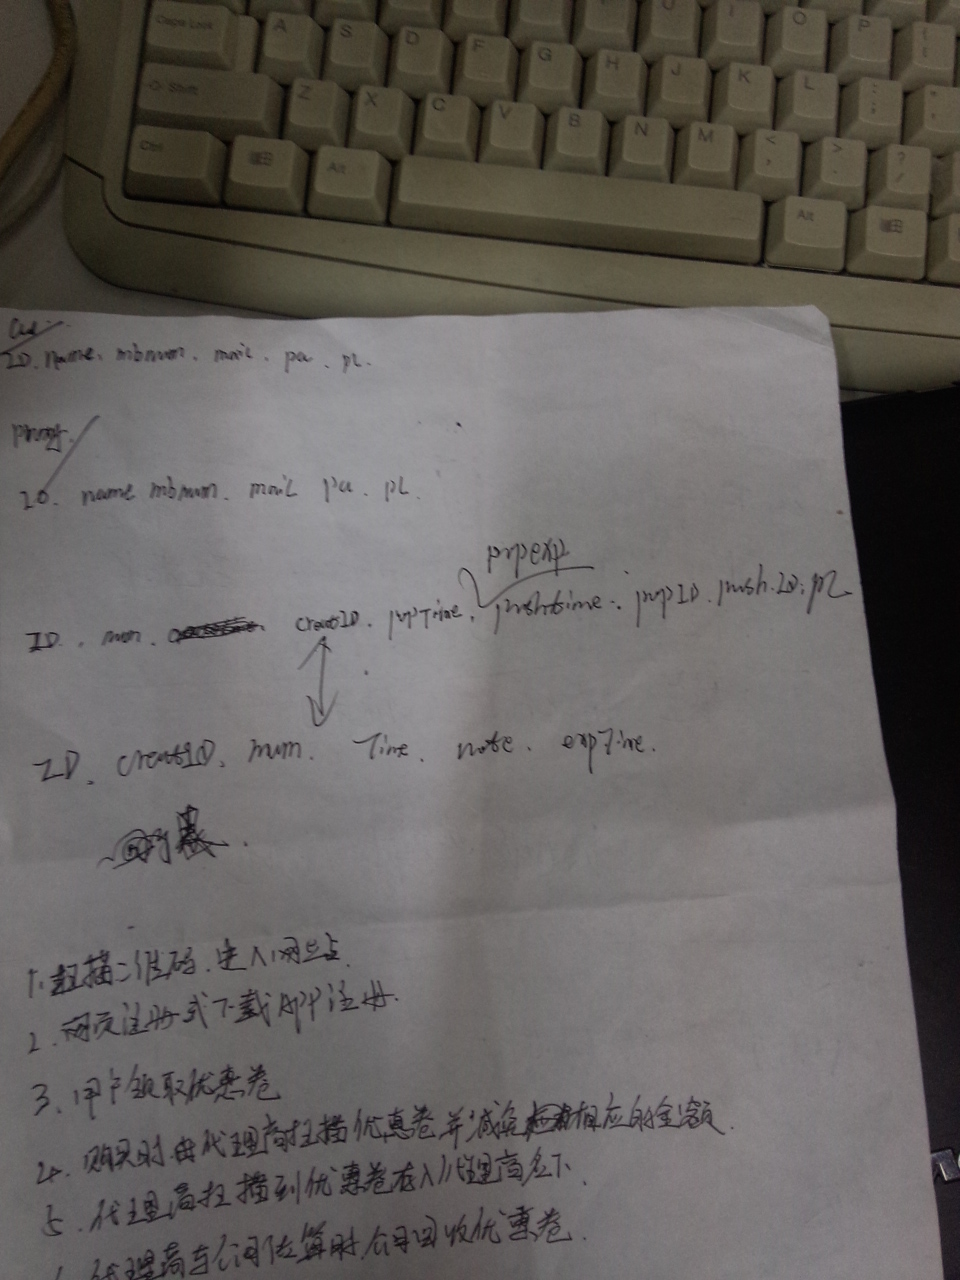 Caps Lock A S D F G H J K L : ;
Shift Z X C V B N M < , > . ? /
Ctrl Alt Alt
ID. name. mbnum. mail. pa. pl.
proxy.
ID. name mbnum. mail pa. pl.
prpexp
ID. num. creatID. prpTime. pushtime. prpID. push.ID. pl
ID. creatID. num. Time. note. expTime.
1. 扫描二维码.进入网站.
2. 网页注册或下载APP注册.
3. 用户领取优惠卷
4. 购买时.由代理商扫描优惠卷并减免相应的金额.
5. 代理商扫描到优惠卷存入代理商名下.
代理商与公司结算时.公司回收优惠卷.